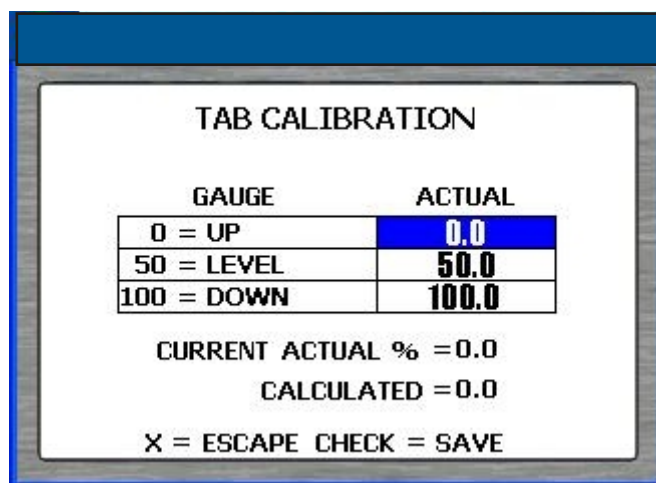 TAB CALIBRATION
GAUGE ACTUAL
0 = UP 0.0
50 = LEVEL 50.0
100 = DOWN 100.0
CURRENT ACTUAL % =0.0
CALCULATED =0.0
X = ESCAPE CHECK = SAVE